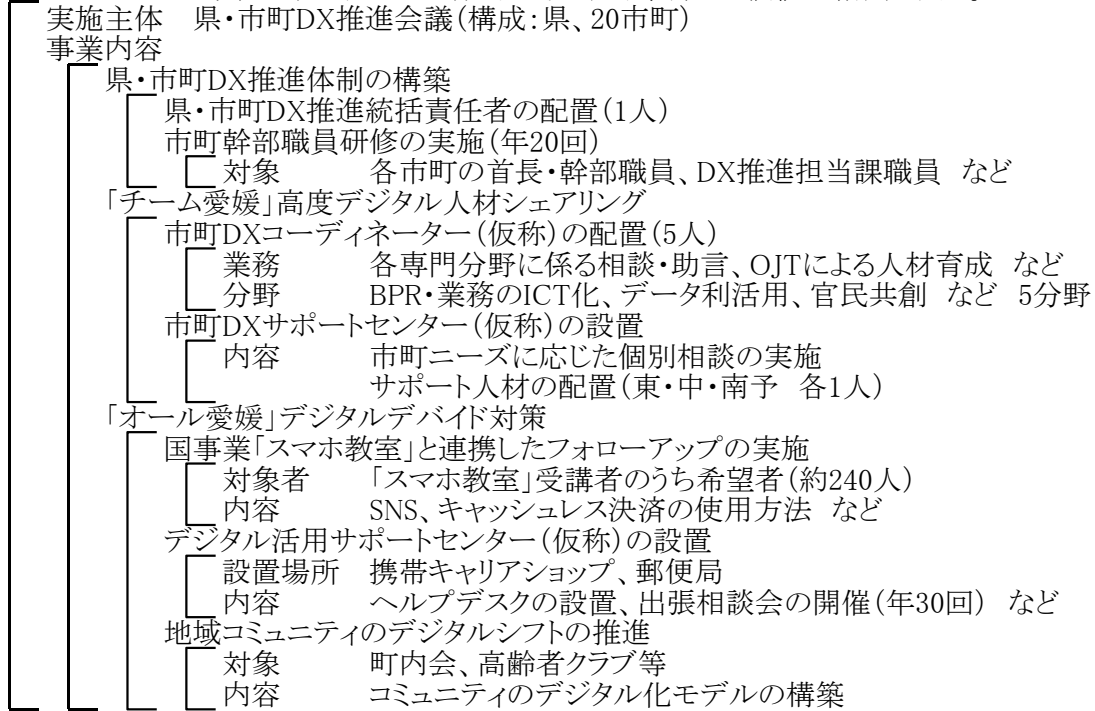 実施主体　県・市町DX推進会議(構成:県、20市町)
事業内容
県・市町DX推進体制の構築
県・市町DX推進統括責任者の配置(1人)
市町幹部職員研修の実施(年20回)
対象　各市町の首長・幹部職員、DX推進担当課職員　など
「チーム愛媛」高度デジタル人材シェアリング
市町DXコーディネーター(仮称)の配置(5人)
業務　各専門分野に係る相談・助言、OJTによる人材育成　など
分野　BPR・業務のICT化、データ利活用、官民共創　など　5分野
市町DXサポートセンター(仮称)の設置
内容　市町ニーズに応じた個別相談の実施
サポート人材の配置(東・中・南予　各1人)
「オール愛媛」デジタルデバイド対策
国事業「スマホ教室」と連携したフォローアップの実施
対象者　「スマホ教室」受講者のうち希望者(約240人)
内容　SNS、キャッシュレス決済の使用方法　など
デジタル活用サポートセンター(仮称)の設置
設置場所　携帯キャリアショップ、郵便局
内容　ヘルプデスクの設置、出張相談会の開催(年30回)　など
地域コミュニティのデジタルシフトの推進
対象　町内会、高齢者クラブ等
内容　コミュニティのデジタル化モデルの構築